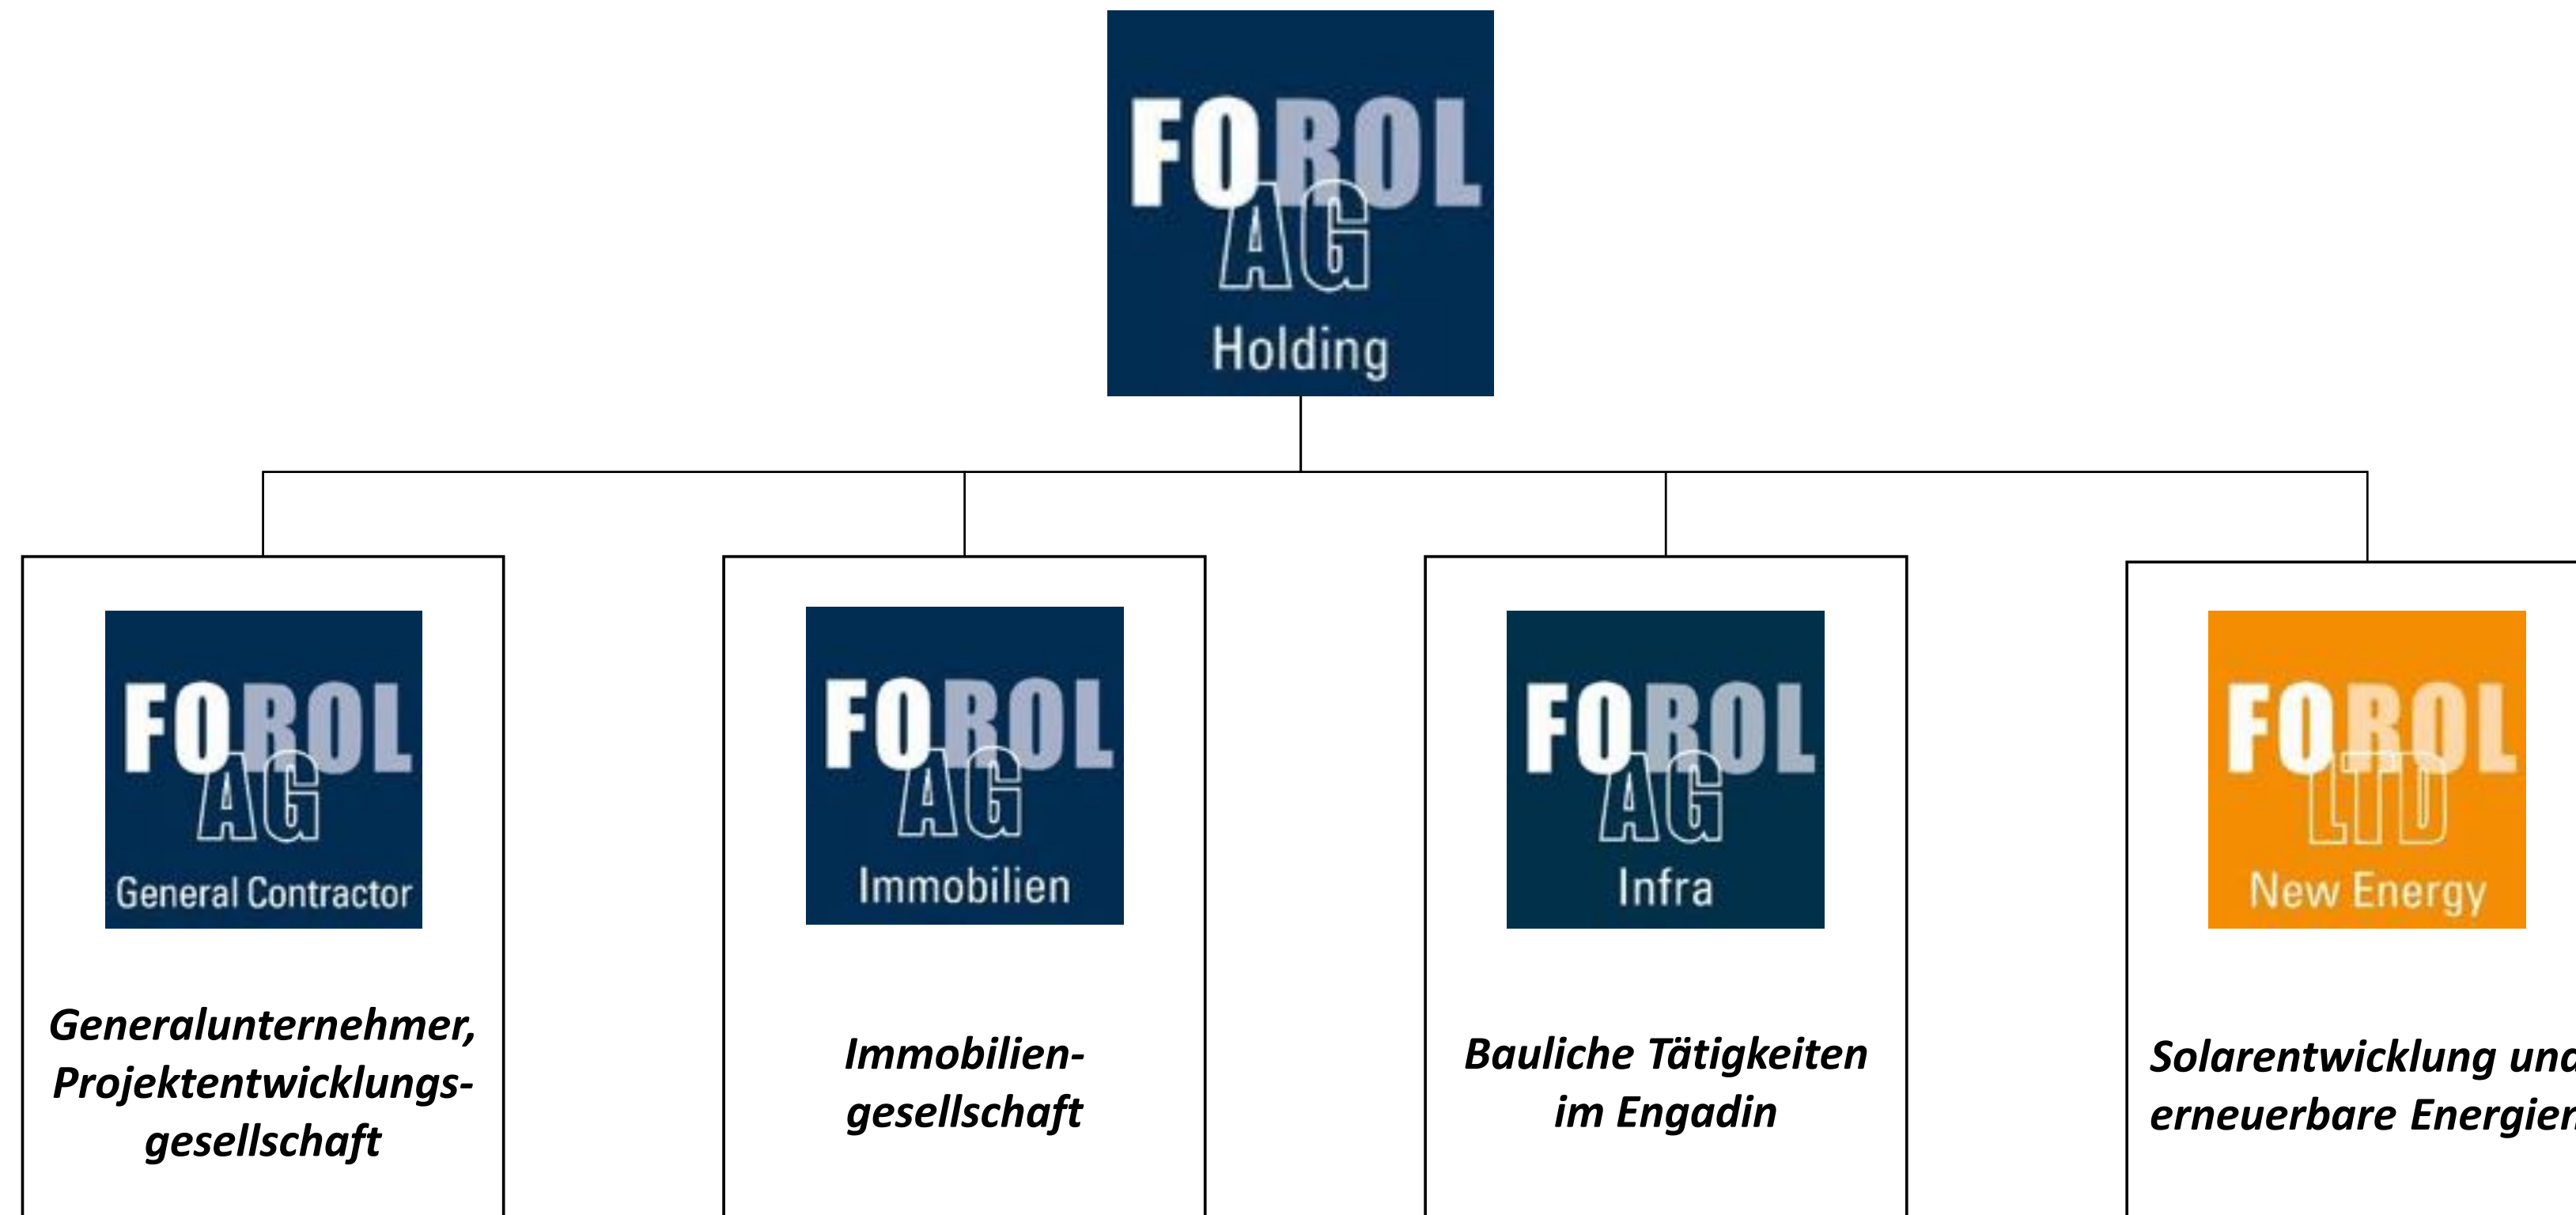 FOROL
AG
Holding
FOROL
AG
General Contractor
Generalunternehmer,
Projektentwicklungs-
gesellschaft
FOROL
AG
Immobilien
Immobilien-
gesellschaft
FOROL
AG
Infra
Bauliche Tätigkeiten
im Engadin
FOROL
LTD
New Energy
Solarentwicklung und
erneuerbare Energien